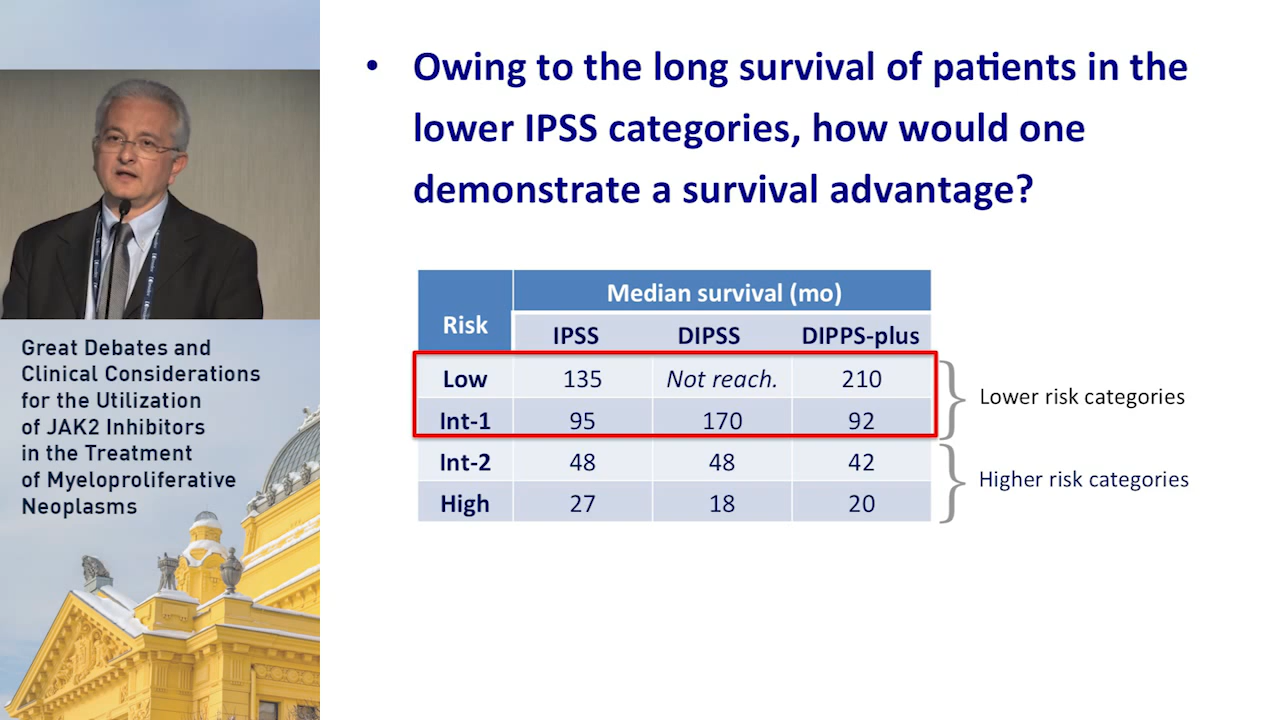 Great Debates and
Clinical Considerations
for the Utilization
of JAK2 Inhibitors
in the Treatment
of Myeloproliferative
Neoplasms
• Owing to the long survival of patients in the
lower IPSS categories, how would one
demonstrate a survival advantage?
Risk
Median survival (mo)
IPSS DIPSS DIPPS-plus
Low 135 Not reach. 210
Int-1 95 170 92
Int-2 48 48 42
High 27 18 20
Lower risk categories
Higher risk categories